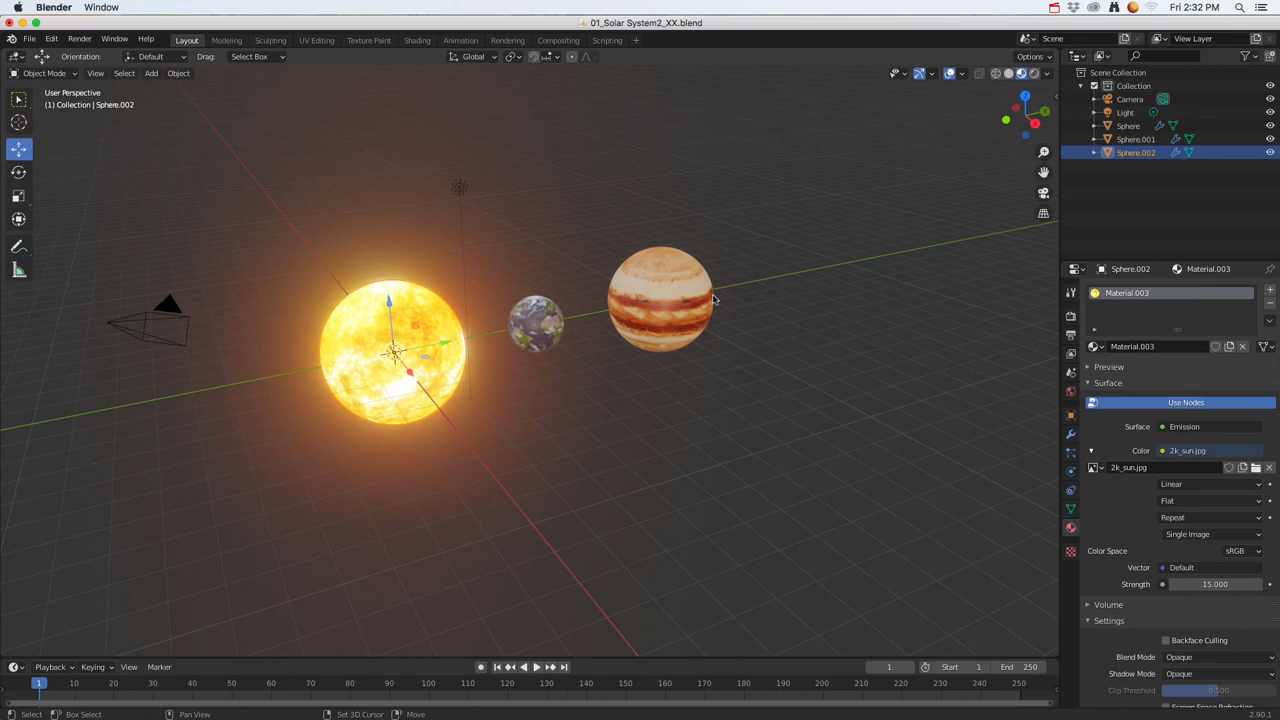 Blender Window Fri 2:32 PM
01_Solar System2_XX.blend
File Edit Render Window Help Layout Modeling Sculpting UV Editing Texture Paint Shading Animation Rendering Compositing Scripting + Scene View Layer
Orientation: Default Drag: Select Box Global Options
Object Mode View Select Add Object
User Perspective
(1) Collection | Sphere.002
Scene Collection
Collection
Camera
Light
Sphere
Sphere.001
Sphere.002
Z
Y
X
Sphere.002 Material.003
Material.003
Material.003
Preview
Surface
Use Nodes
Surface Emission
Color 2k_sun.jpg
2k_sun.jpg
Linear
Flat
Repeat
Single Image
Color Space sRGB
Vector Default
Strength 15.000
Volume
Settings
Backface Culling
Blend Mode Opaque
Shadow Mode Opaque
Clip Threshold 0.500
Screen Space Refraction
Playback Keying View Marker 1 Start 1 End 250
1 10 20 30 40 50 60 70 80 90 100 110 120 130 140 150 160 170 180 190 200 210 220 230 240 250
Select Box Select Pan View Set 3D Cursor Move 2.90.1